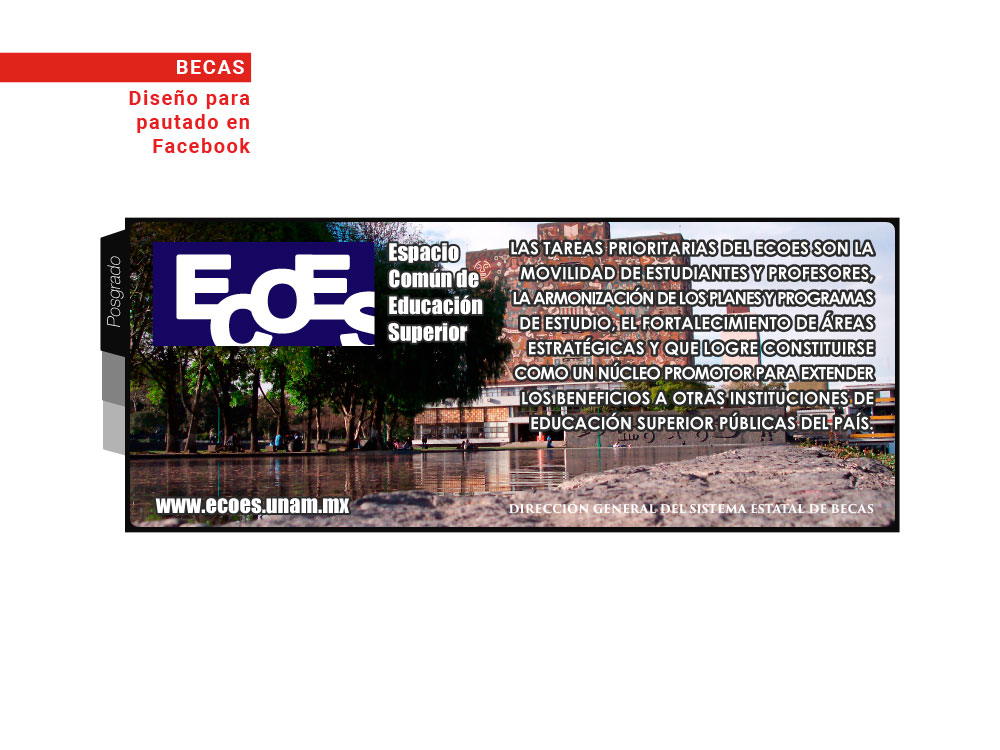 BECAS
Diseño para
pautado en
Facebook
Posgrado
ECOES
Espacio
Común de
Educación
Superior
LAS TAREAS PRIORITARIAS DEL ECOES SON LA
MOVILIDAD DE ESTUDIANTES Y PROFESORES,
LA ARMONIZACIÓN DE LOS PLANES Y PROGRAMAS
DE ESTUDIO, EL FORTALECIMIENTO DE ÁREAS
ESTRATÉGICAS Y QUE LOGRE CONSTITUIRSE
COMO UN NÚCLEO PROMOTOR PARA EXTENDER
LOS BENEFICIOS A OTRAS INSTITUCIONES DE
EDUCACIÓN SUPERIOR PÚBLICAS DEL PAÍS.
www.ecoes.unam.mx
DIRECCIÓN GENERAL DEL SISTEMA ESTATAL DE BECAS